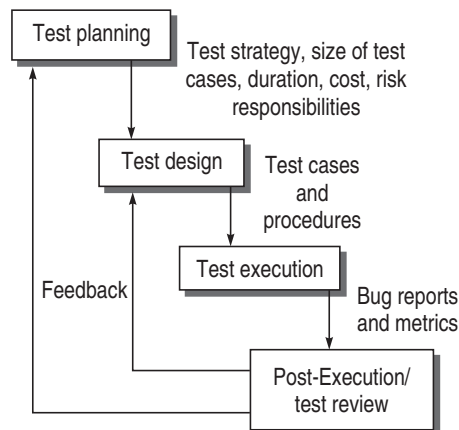 Test planning
Test strategy, size of test
cases, duration, cost, risk
responsibilities
Test design
Test cases
and
procedures
Test execution
Feedback
Bug reports
and metrics
Post-Execution/
test review